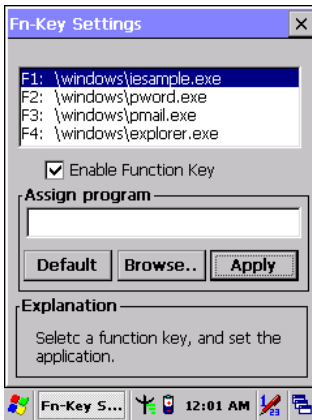 Fn-Key Settings
F1: \windows\iesample.exe
F2: \windows\pword.exe
F3: \windows\pmail.exe
F4: \windows\explorer.exe
Enable Function Key
Assign program
Default Browse.. Apply
Explanation
Seletc a function key, and set the
application.
Fn-Key S... 12:01 AM